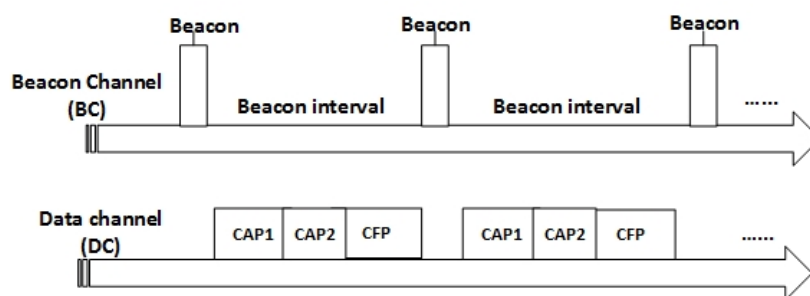 Beacon Beacon Beacon
Beacon Channel
(BC)
Beacon interval Beacon interval ......
Data channel
(DC)
CAP1 CAP2 CFP CAP1 CAP2 CFP ......